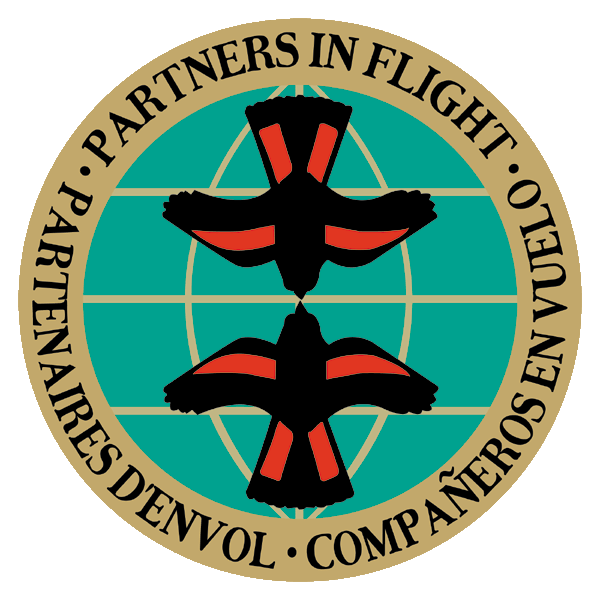 PARTNERS IN FLIGHT
COMPAÑEROS EN VUELO
PARTENAIRES D'ENVOL